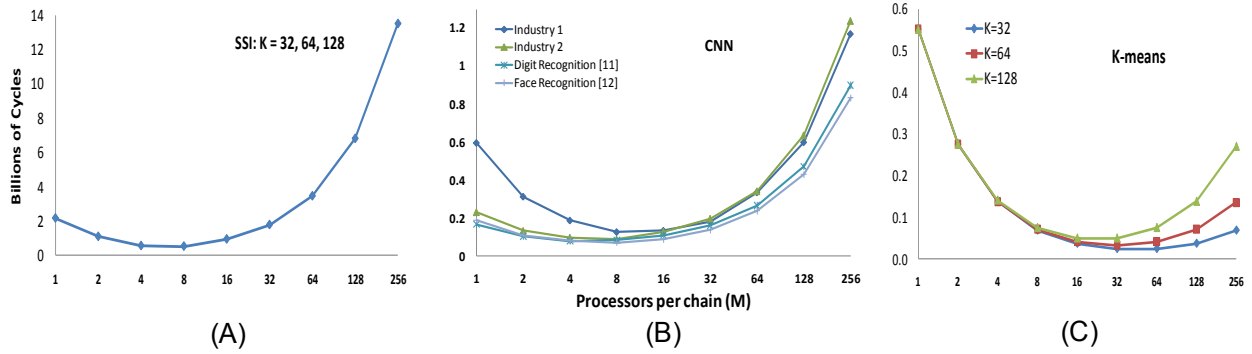 Billions of Cycles
14
12
10
8
6
4
2
0
SSI: K = 32, 64, 128
1 2 4 8 16 32 64 128 256
(A)
1.2
1
0.8
0.6
0.4
0.2
0
Industry 1
Industry 2
Digit Recognition [11]
Face Recognition [12]
CNN
1 2 4 8 16 32 64 128 256
Processors per chain (M)
(B)
0.6
0.5
0.4
0.3
0.2
0.1
0.0
K=32
K=64
K=128
K-means
1 2 4 8 16 32 64 128 256
(C)